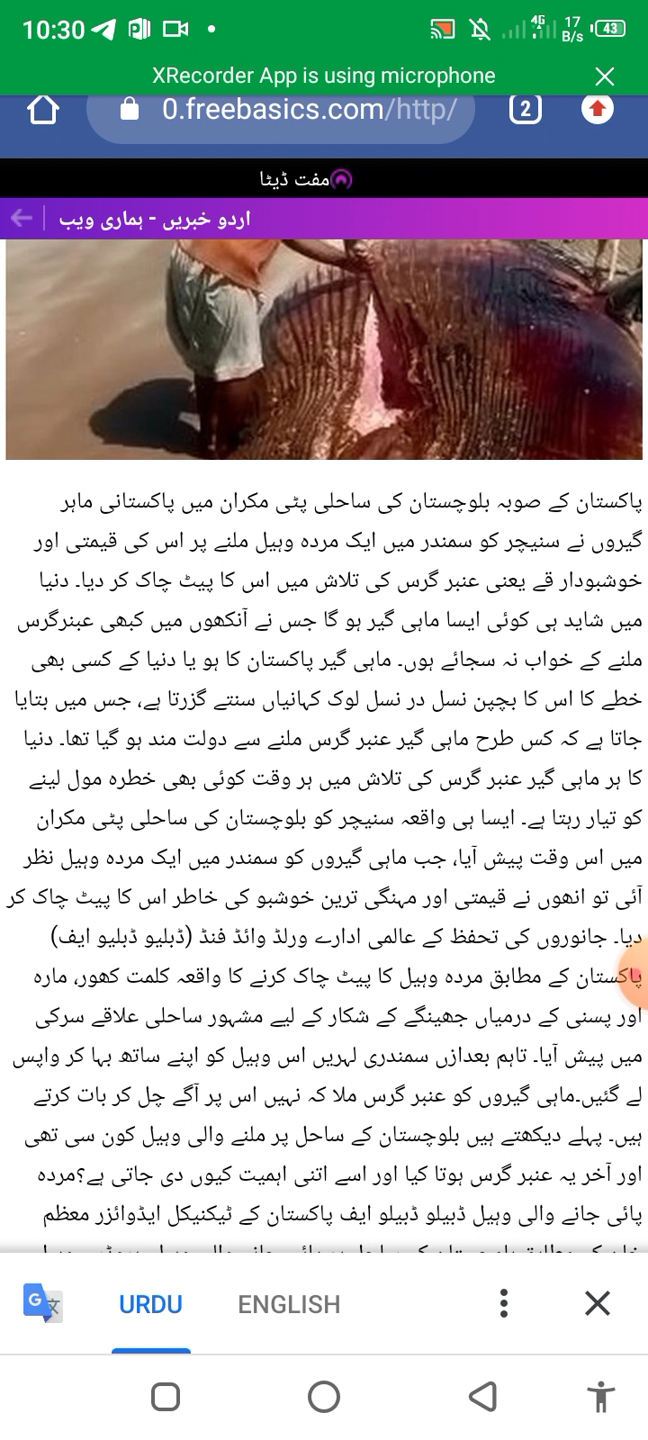 10:30
4G
17 B/s
43
XRecorder App is using microphone
0.freebasics.com/http/
2
مفت ڈیٹا
اردو خبریں - ہماری ویب
پاکستان کے صوبہ بلوچستان کی ساحلی پٹی مکران میں پاکستانی ماہر
گیروں نے سنیچر کو سمندر میں ایک مردہ وہیل ملنے پر اس کی قیمتی اور
خوشبودار قے یعنی عنبر گرس کی تلاش میں اس کا پیٹ چاک کر دیا۔ دنیا
میں شاید ہی کوئی ایسا ماہی گیر ہو گا جس نے آنکھوں میں کبھی عبنرگرس
ملنے کے خواب نہ سجائے ہوں۔ ماہی گیر پاکستان کا ہو یا دنیا کے کسی بھی
خطے کا اس کا بچپن نسل در نسل لوک کہانیاں سنتے گزرتا ہے، جس میں بتایا
جاتا ہے کہ کس طرح ماہی گیر عنبر گرس ملنے سے دولت مند ہو گیا تھا۔ دنیا
کا ہر ماہی گیر عنبر گرس کی تلاش میں ہر وقت کوئی بھی خطرہ مول لینے
کو تیار رہتا ہے۔ ایسا ہی واقعہ سنیچر کو بلوچستان کی ساحلی پٹی مکران
میں اس وقت پیش آیا، جب ماہی گیروں کو سمندر میں ایک مردہ وہیل نظر
آئی تو انھوں نے قیمتی اور مہنگی ترین خوشبو کی خاطر اس کا پیٹ چاک کر
دیا۔ جانوروں کی تحفظ کے عالمی ادارے ورلڈ وائڈ فنڈ (ڈبلیو ڈبلیو ایف)
پاکستان کے مطابق مردہ وہیل کا پیٹ چاک کرنے کا واقعہ کلمت کھور، مارہ
اور پسنی کے درمیاں جھینگے کے شکار کے لیے مشہور ساحلی علاقے سرکی
میں پیش آیا۔ تاہم بعدازں سمندری لہریں اس وہیل کو اپنے ساتھ بہا کر واپس
لے گئیں۔ماہی گیروں کو عنبر گرس ملا کہ نہیں اس پر آگے چل کر بات کرتے
ہیں۔ پہلے دیکھتے ہیں بلوچستان کے ساحل پر ملنے والی وہیل کون سی تھی
اور آخر یہ عنبر گرس ہوتا کیا اور اسے اتنی اہمیت کیوں دی جاتی ہے؟مردہ
پائی جانے والی وہیل ڈبیلو ڈبیلو ایف پاکستان کے ٹیکنیکل ایڈوائزر معظم
URDU
ENGLISH